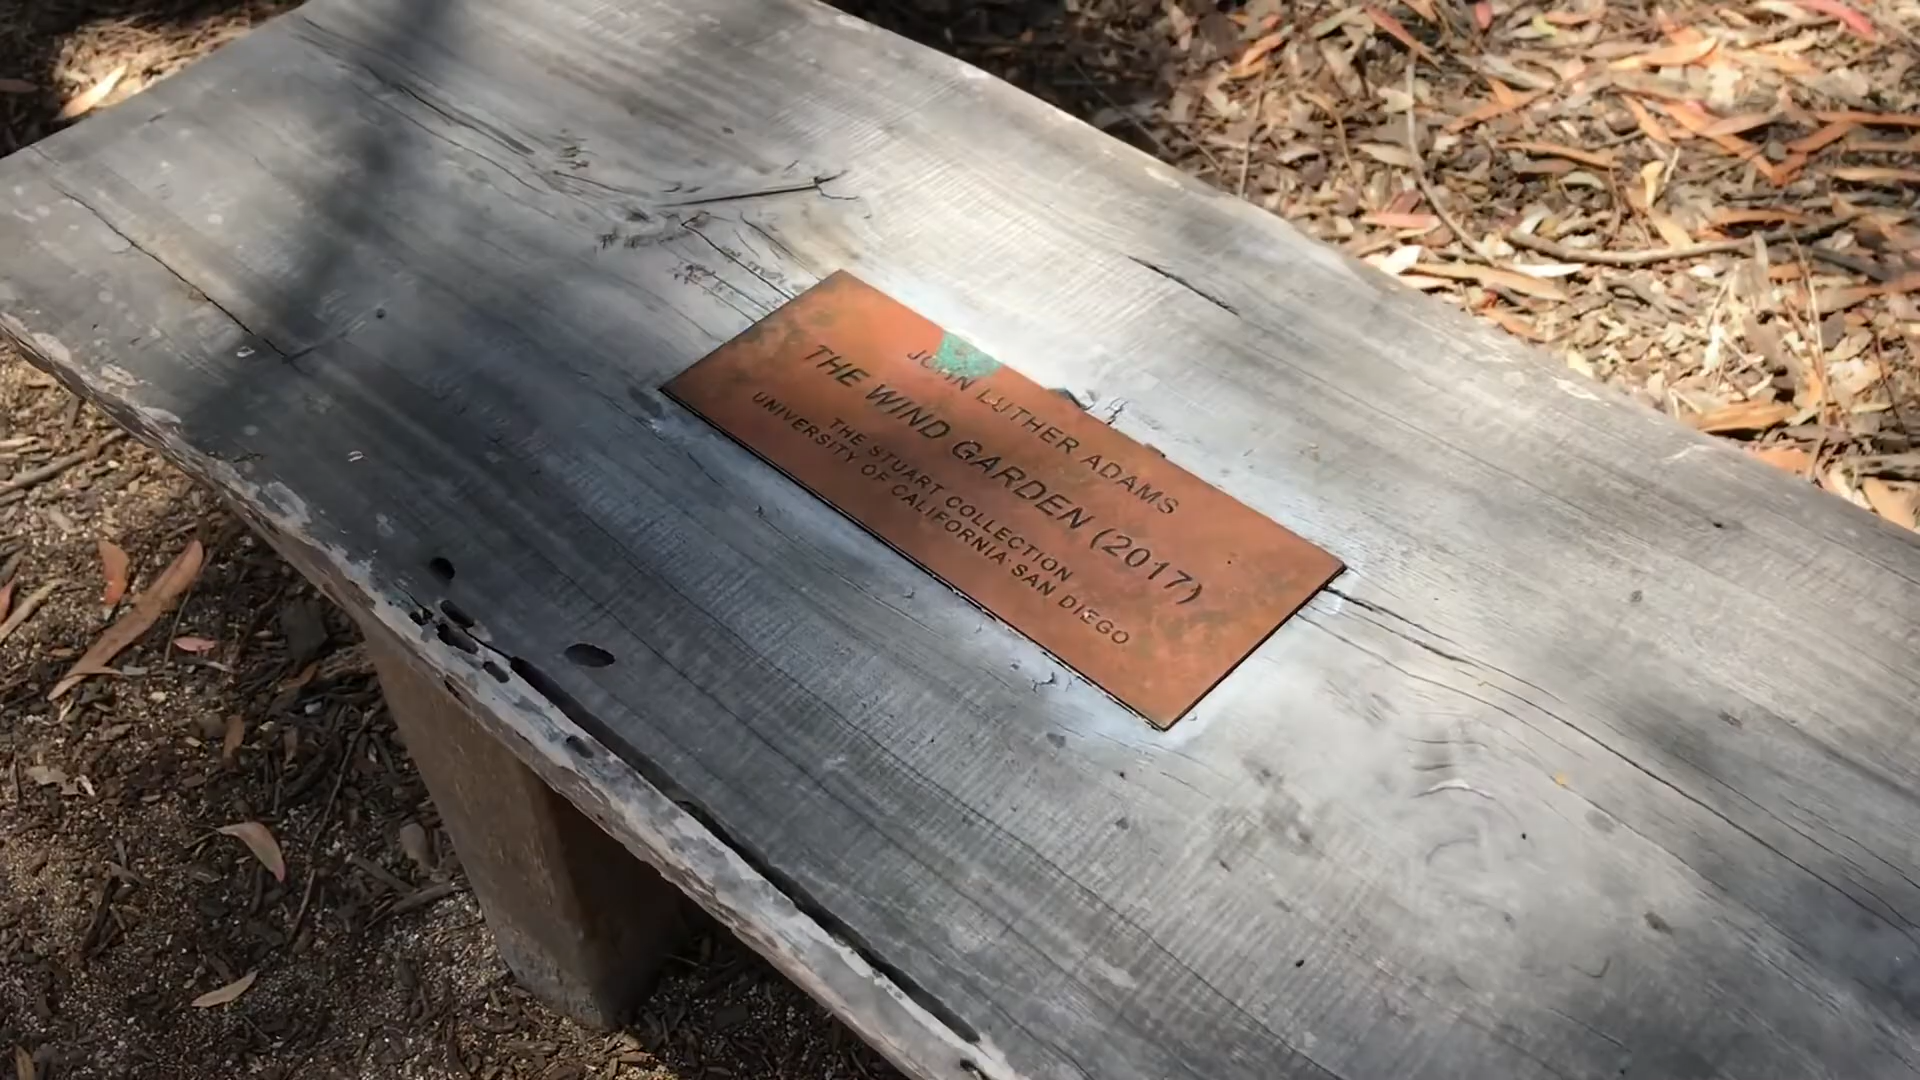 JOHN LUTHER ADAMS
THE WIND GARDEN (2017)
THE STUART COLLECTION
UNIVERSITY OF CALIFORNIA SAN DIEGO